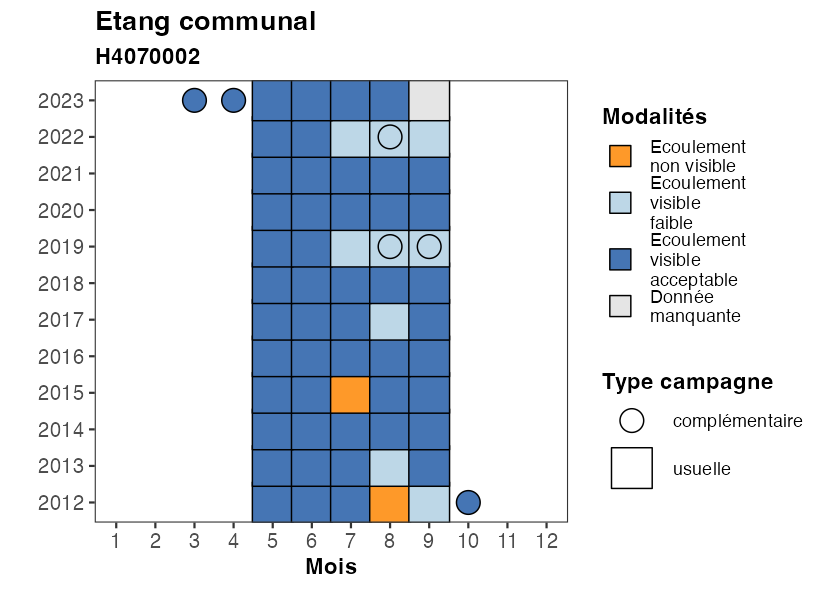 Etang communal
H4070002
2023
2022
2021
2020
2019
2018
2017
2016
2015
2014
2013
2012
1 2 3 4 5 6 7 8 9 10 11 12
Mois
Modalités
Ecoulement
non visible
Ecoulement
visible
faible
Ecoulement
visible
acceptable
Donnée
manquante
Type campagne
complémentaire
usuelle